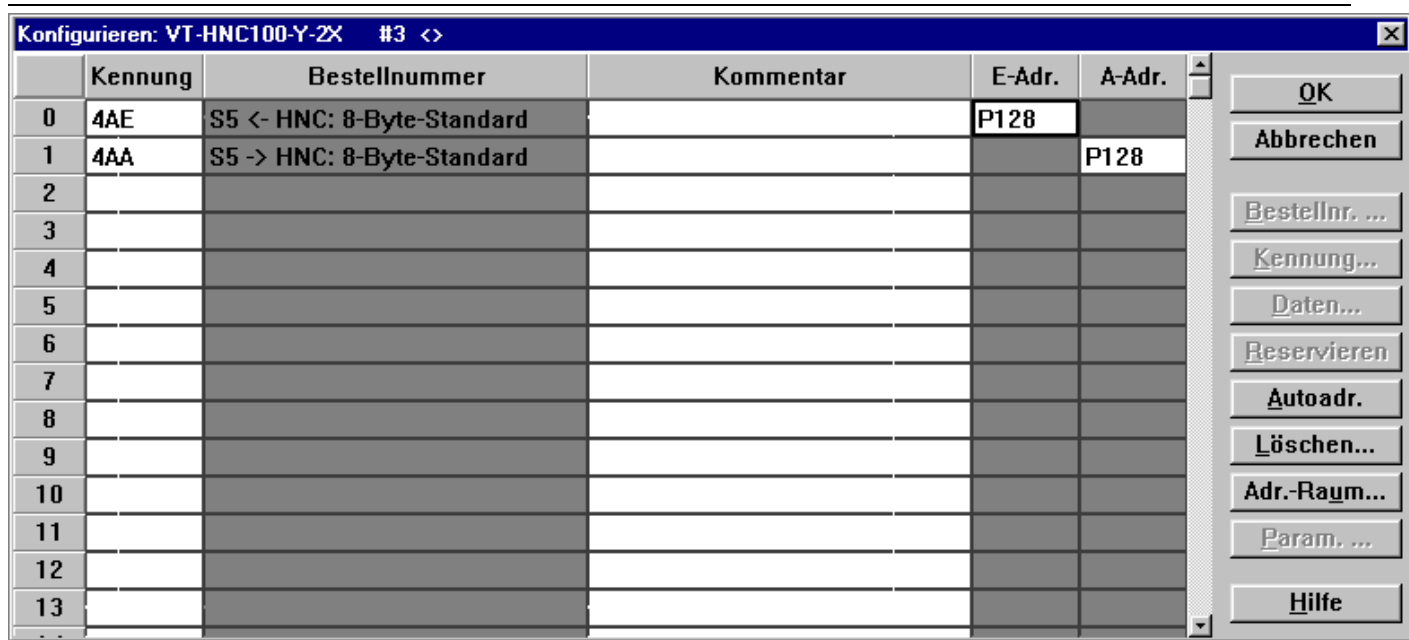 Konfigurieren: VT-HNC100-Y-2X #3 <>
Kennung Bestellnummer Kommentar E-Adr. A-Adr.
0 4AE S5 <- HNC: 8-Byte-Standard P128
1 4AA S5 -> HNC: 8-Byte-Standard P128
2
3
4
5
6
7
8
9
10
11
12
13
OK
Abbrechen
Bestellnr. ...
Kennung...
Daten...
Reservieren
Autoadr.
Löschen...
Adr.-Raum...
Param. ...
Hilfe